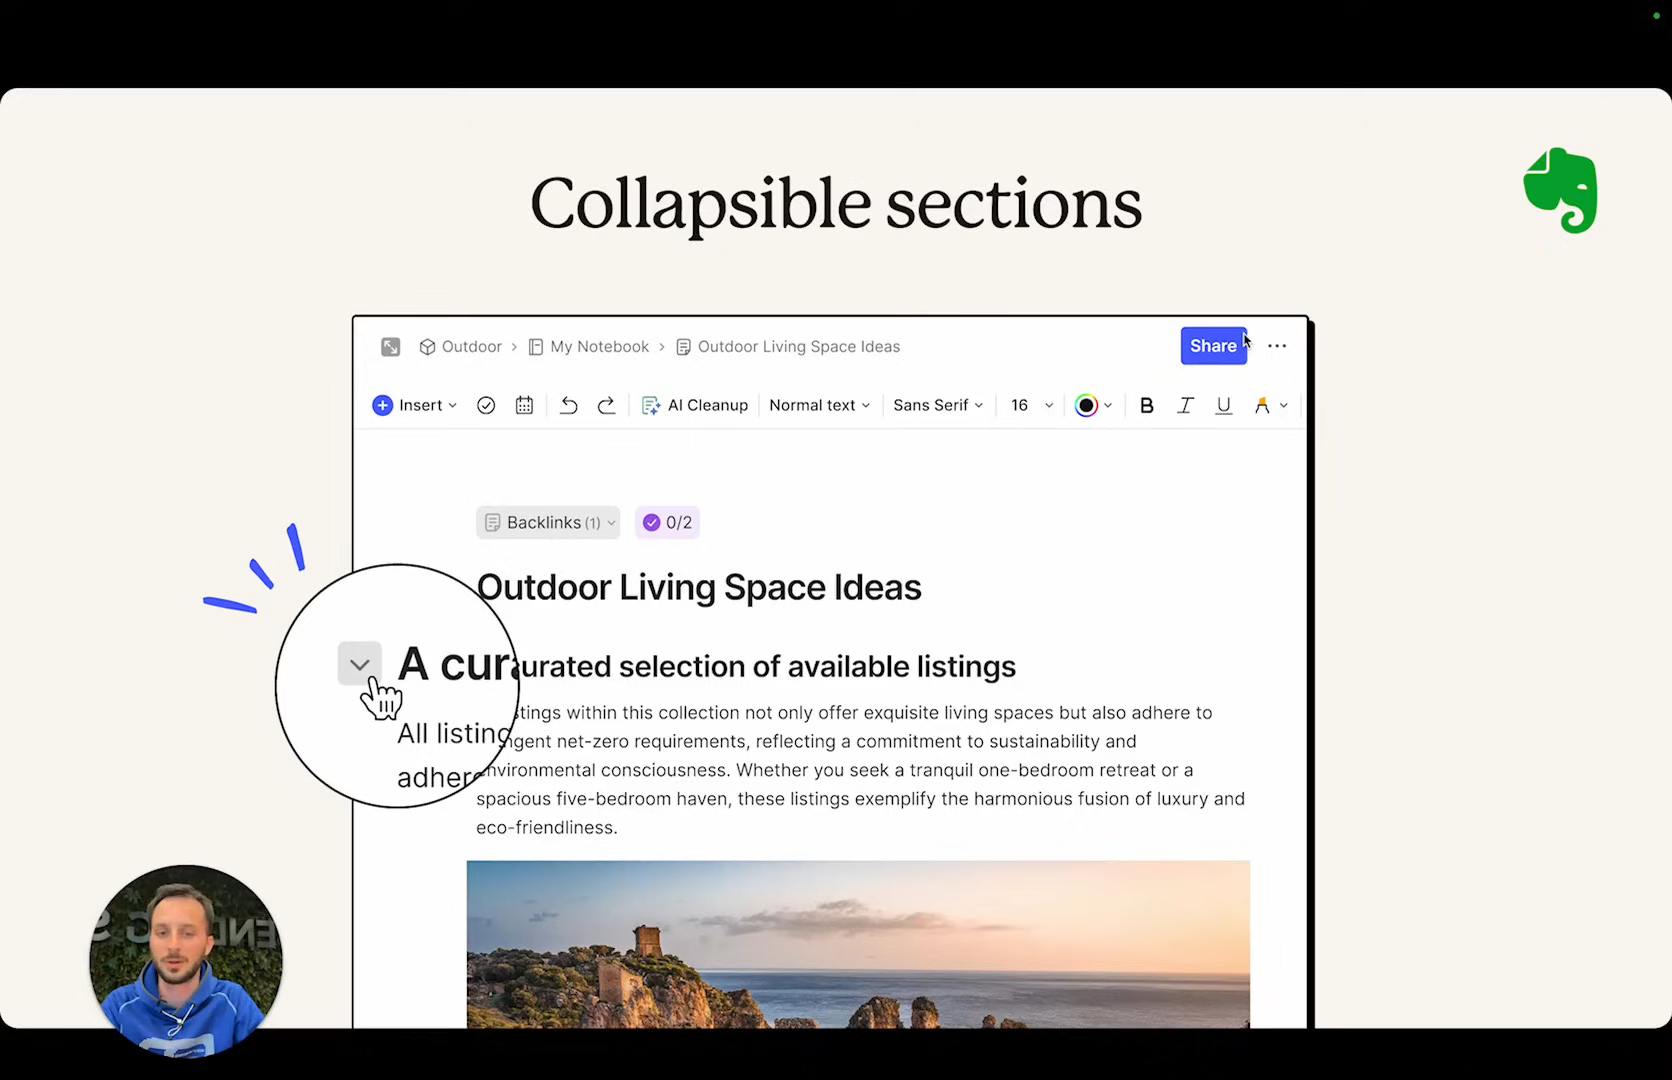 Collapsible sections
Outdoor > My Notebook > Outdoor Living Space Ideas
Share
Insert
AI Cleanup
Normal text
Sans Serif
16
B I U A
Backlinks (1)
0/2
Outdoor Living Space Ideas
A cur
urated selection of available listings
All listing
adhere
stings within this collection not only offer exquisite living spaces but also adhere to
ngent net-zero requirements, reflecting a commitment to sustainability and
nvironmental consciousness. Whether you seek a tranquil one-bedroom retreat or a
spacious five-bedroom haven, these listings exemplify the harmonious fusion of luxury and
eco-friendliness.